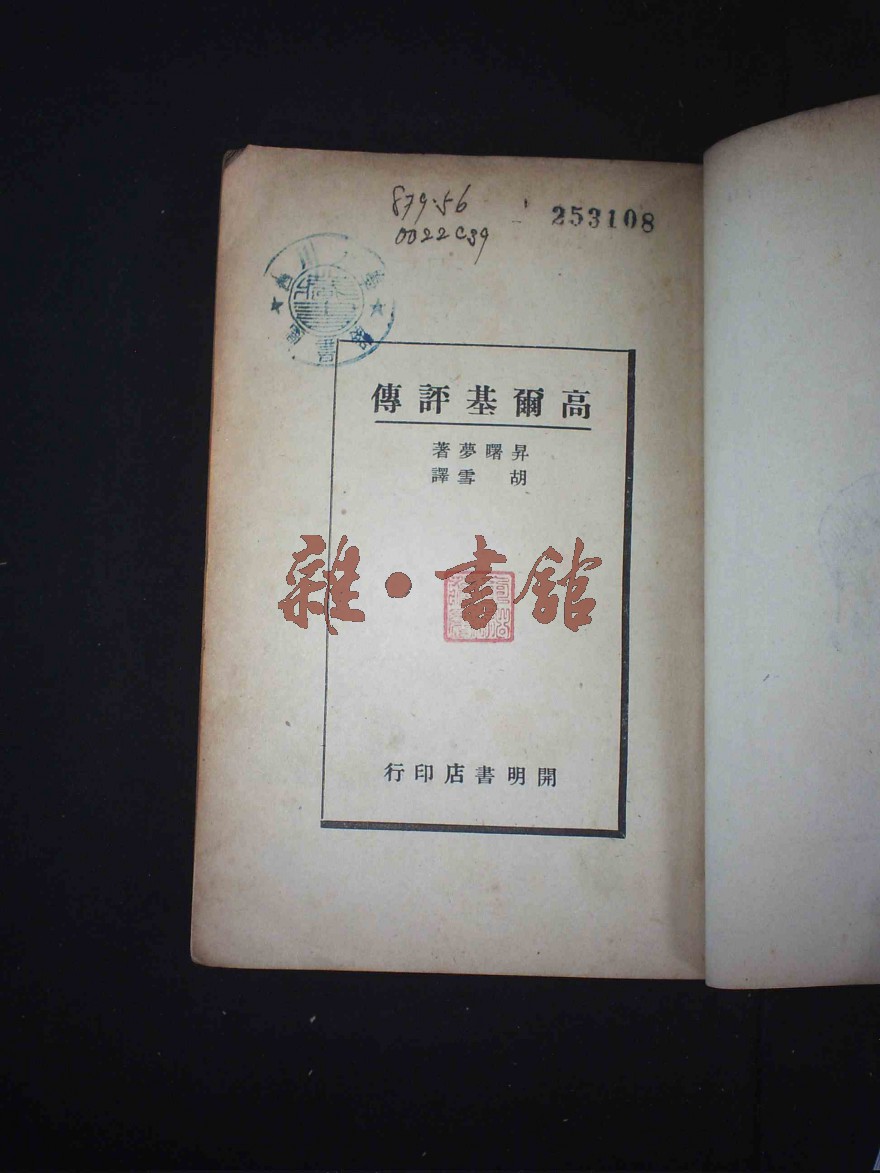 879.56
0022C39
253108
高爾基評傳
昇曙夢著
胡雪譯
雜·書館
開明書店印行